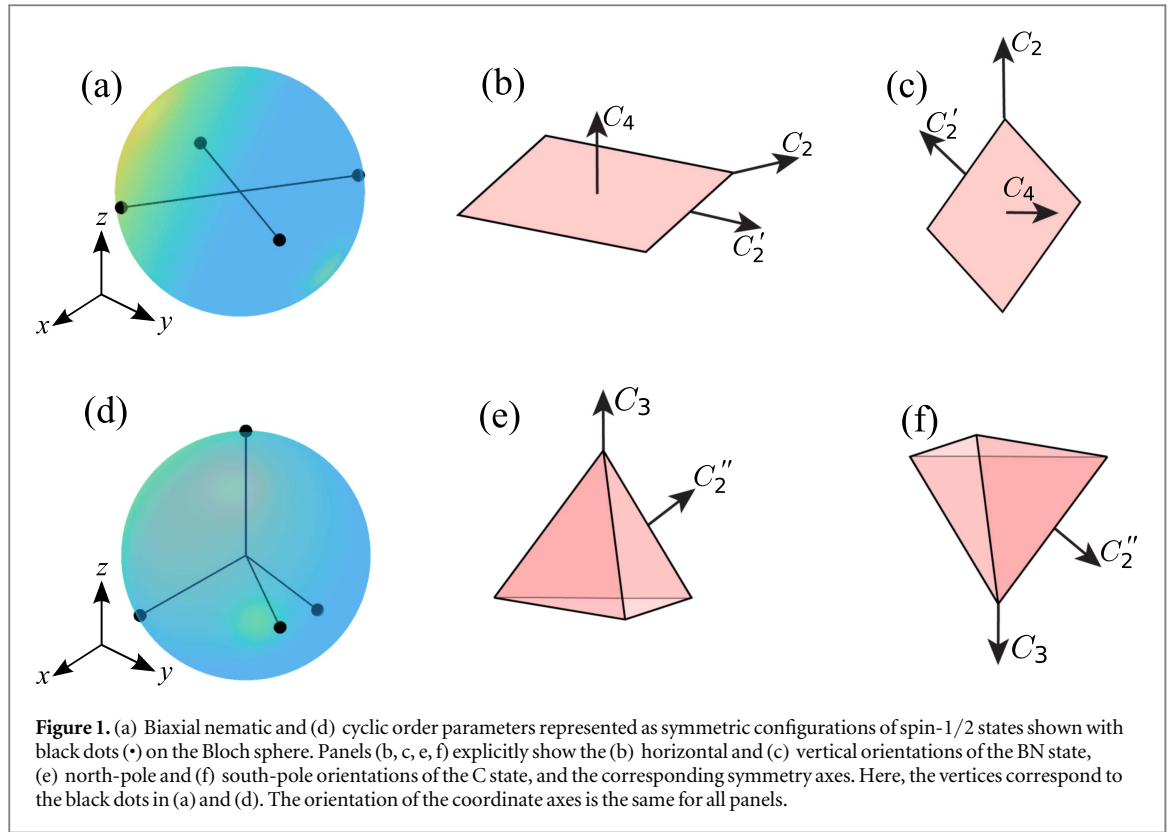 (a)
z
x
y
(b)
C₄
C₂
C₂′
(c)
C₂
C₂′
C₄
(d)
z
x
y
(e)
C₃
C₂″
(f)
C₂″
C₃
Figure 1. (a) Biaxial nematic and (d) cyclic order parameters represented as symmetric configurations of spin-1/2 states shown with
black dots (•) on the Bloch sphere. Panels (b, c, e, f) explicitly show the (b) horizontal and (c) vertical orientations of the BN state,
(e) north-pole and (f) south-pole orientations of the C state, and the corresponding symmetry axes. Here, the vertices correspond to
the black dots in (a) and (d). The orientation of the coordinate axes is the same for all panels.